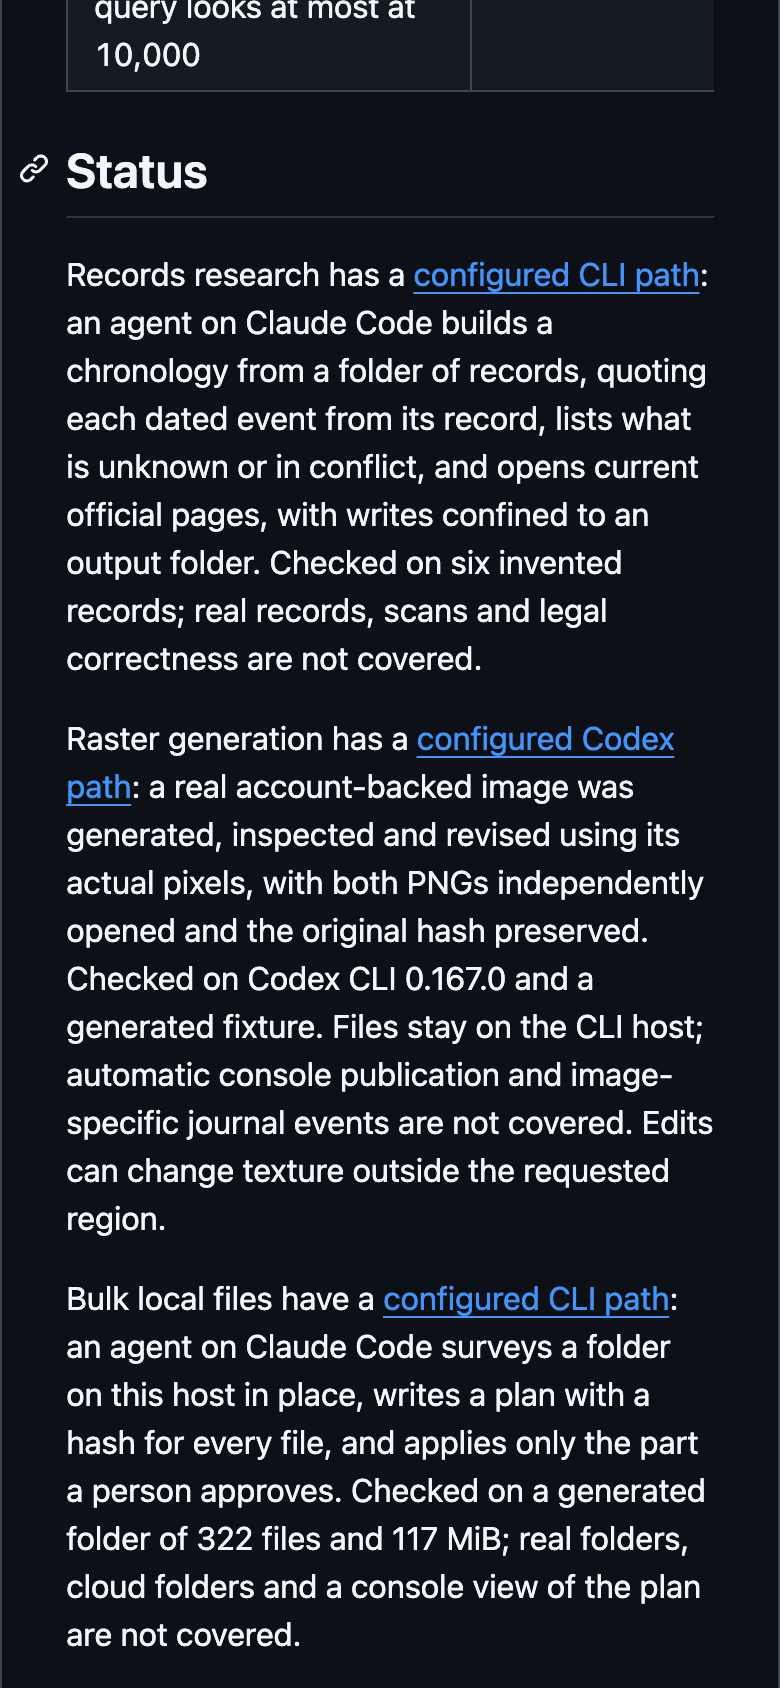 query looks at most at
10,000
Status
Records research has a configured CLI path:
an agent on Claude Code builds a
chronology from a folder of records, quoting
each dated event from its record, lists what
is unknown or in conflict, and opens current
official pages, with writes confined to an
output folder. Checked on six invented
records; real records, scans and legal
correctness are not covered.
Raster generation has a configured Codex
path: a real account-backed image was
generated, inspected and revised using its
actual pixels, with both PNGs independently
opened and the original hash preserved.
Checked on Codex CLI 0.167.0 and a
generated fixture. Files stay on the CLI host;
automatic console publication and image-
specific journal events are not covered. Edits
can change texture outside the requested
region.
Bulk local files have a configured CLI path:
an agent on Claude Code surveys a folder
on this host in place, writes a plan with a
hash for every file, and applies only the part
a person approves. Checked on a generated
folder of 322 files and 117 MiB; real folders,
cloud folders and a console view of the plan
are not covered.